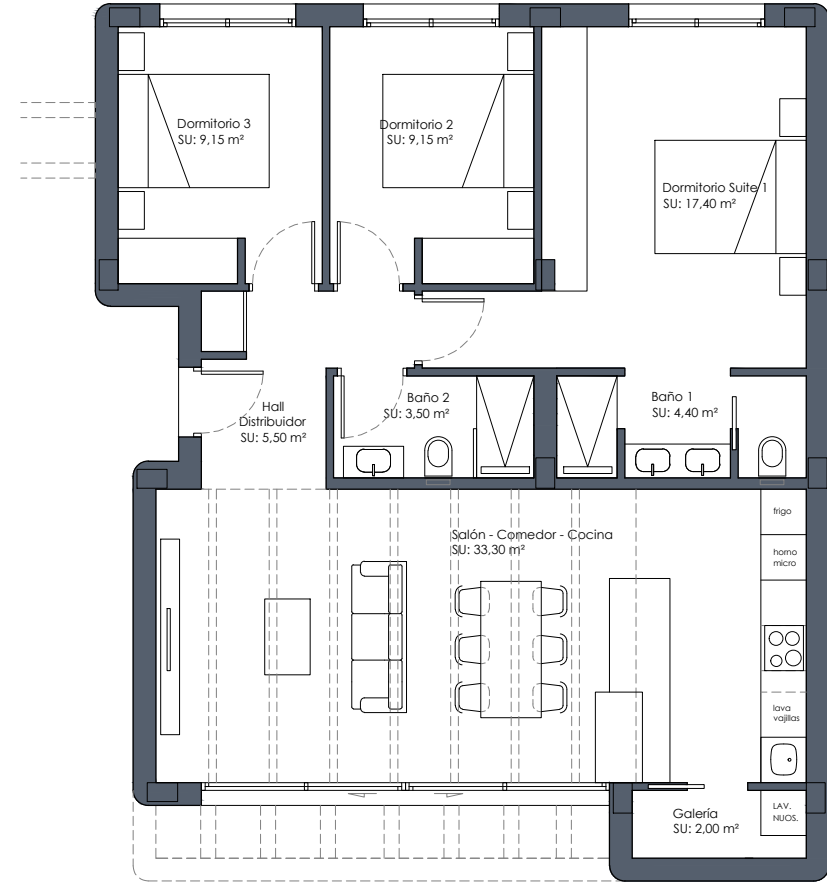 Dormitorio 3
SU: 9,15 m²
Dormitorio 2
SU: 9,15 m²
Dormitorio Suite 1
SU: 17,40 m²
Hall
Distribuidor
SU: 5,50 m²
Baño 2
SU: 3,50 m²
Baño 1
SU: 4,40 m²
Salón - Comedor - Cocina
SU: 33,30 m²
frigo
horno
micro
lava
vajillas
Galería
SU: 2,00 m²
LAV.
NUOS.